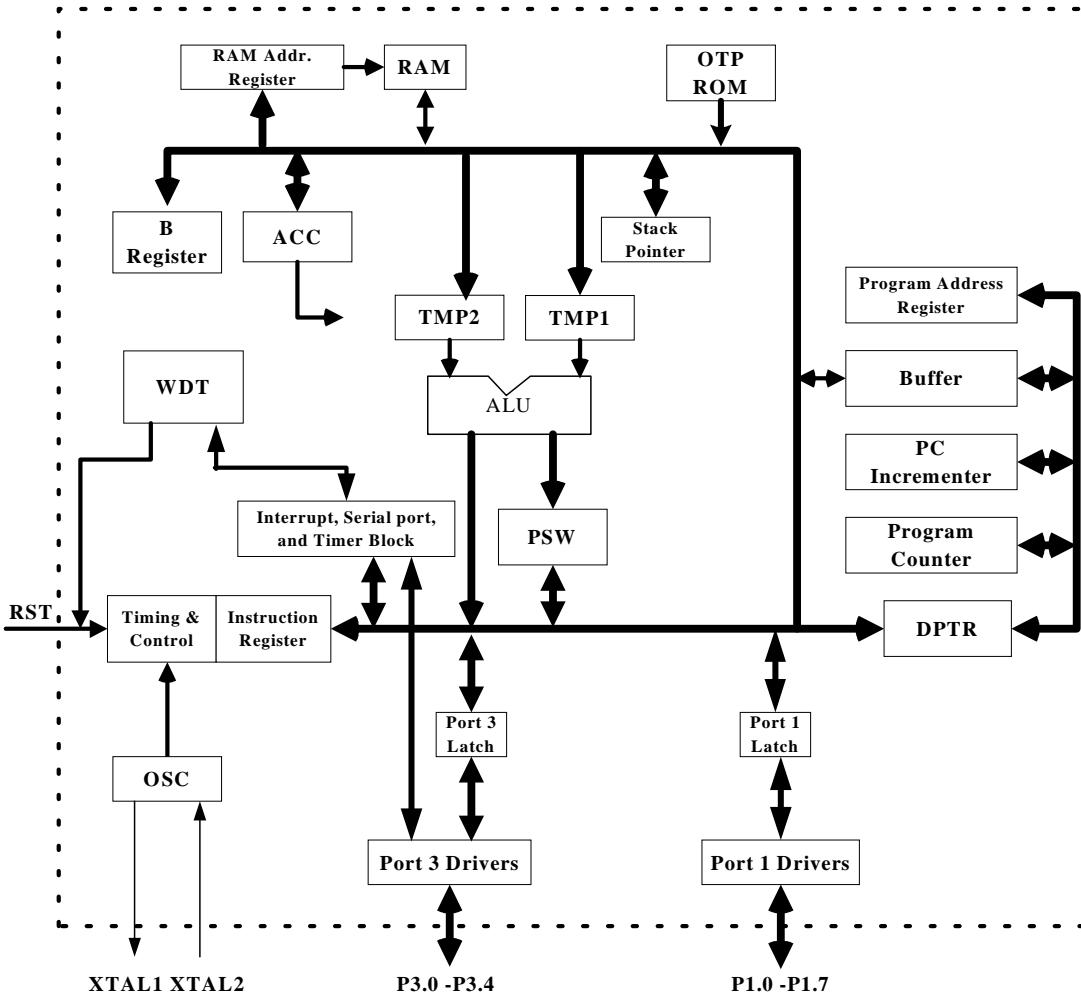 RAM Addr.
Register
RAM
OTP
ROM
B
Register
ACC
Stack
Pointer
Program Address
Register
TMP2
TMP1
WDT
Buffer
ALU
PC
Incrementer
Interrupt, Serial port,
and Timer Block
PSW
Program
Counter
RST
Timing &
Control
Instruction
Register
DPTR
Port 3
Latch
Port 1
Latch
OSC
Port 3 Drivers
Port 1 Drivers
XTAL1 XTAL2
P3.0 -P3.4
P1.0 -P1.7